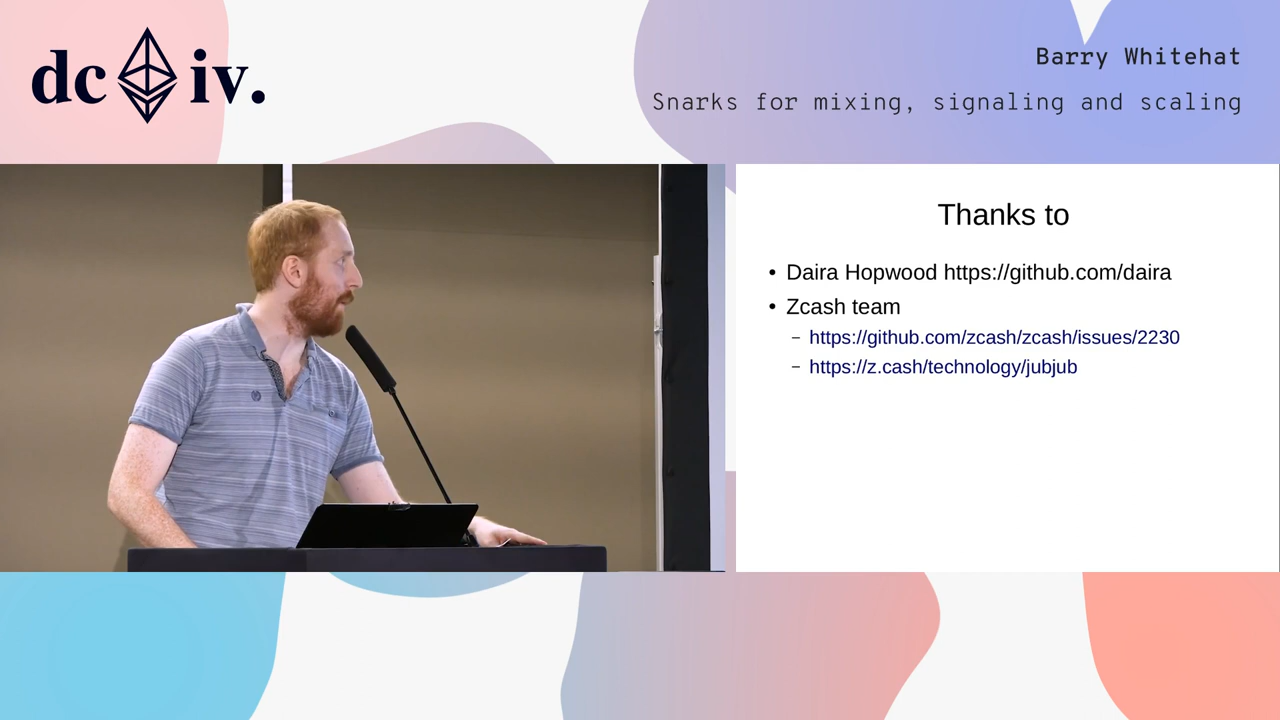 dc iv.
Barry Whitehat
Snarks for mixing, signaling and scaling
Thanks to
• Daira Hopwood https://github.com/daira
• Zcash team
– https://github.com/zcash/zcash/issues/2230
– https://z.cash/technology/jubjub